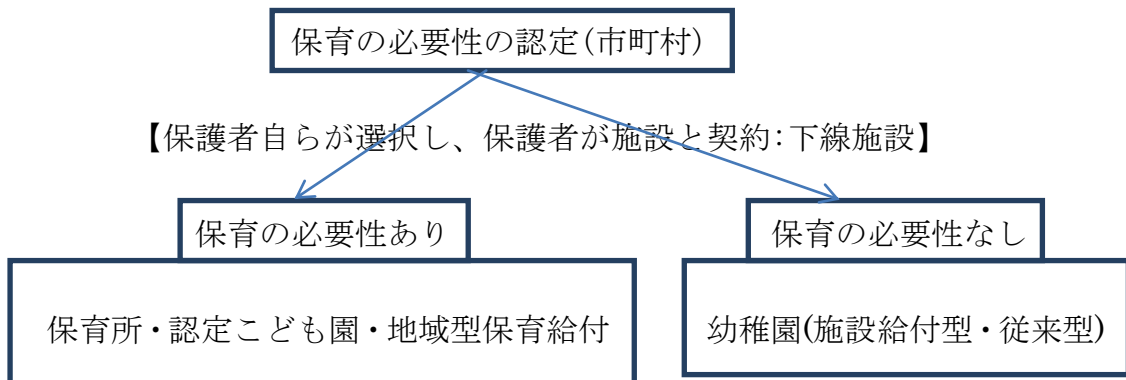 保育の必要性の認定(市町村)
【保護者自らが選択し、保護者が施設と契約:下線施設】
保育の必要性あり
保育の必要性なし
保育所・認定こども園・地域型保育給付
幼稚園(施設給付型・従来型)